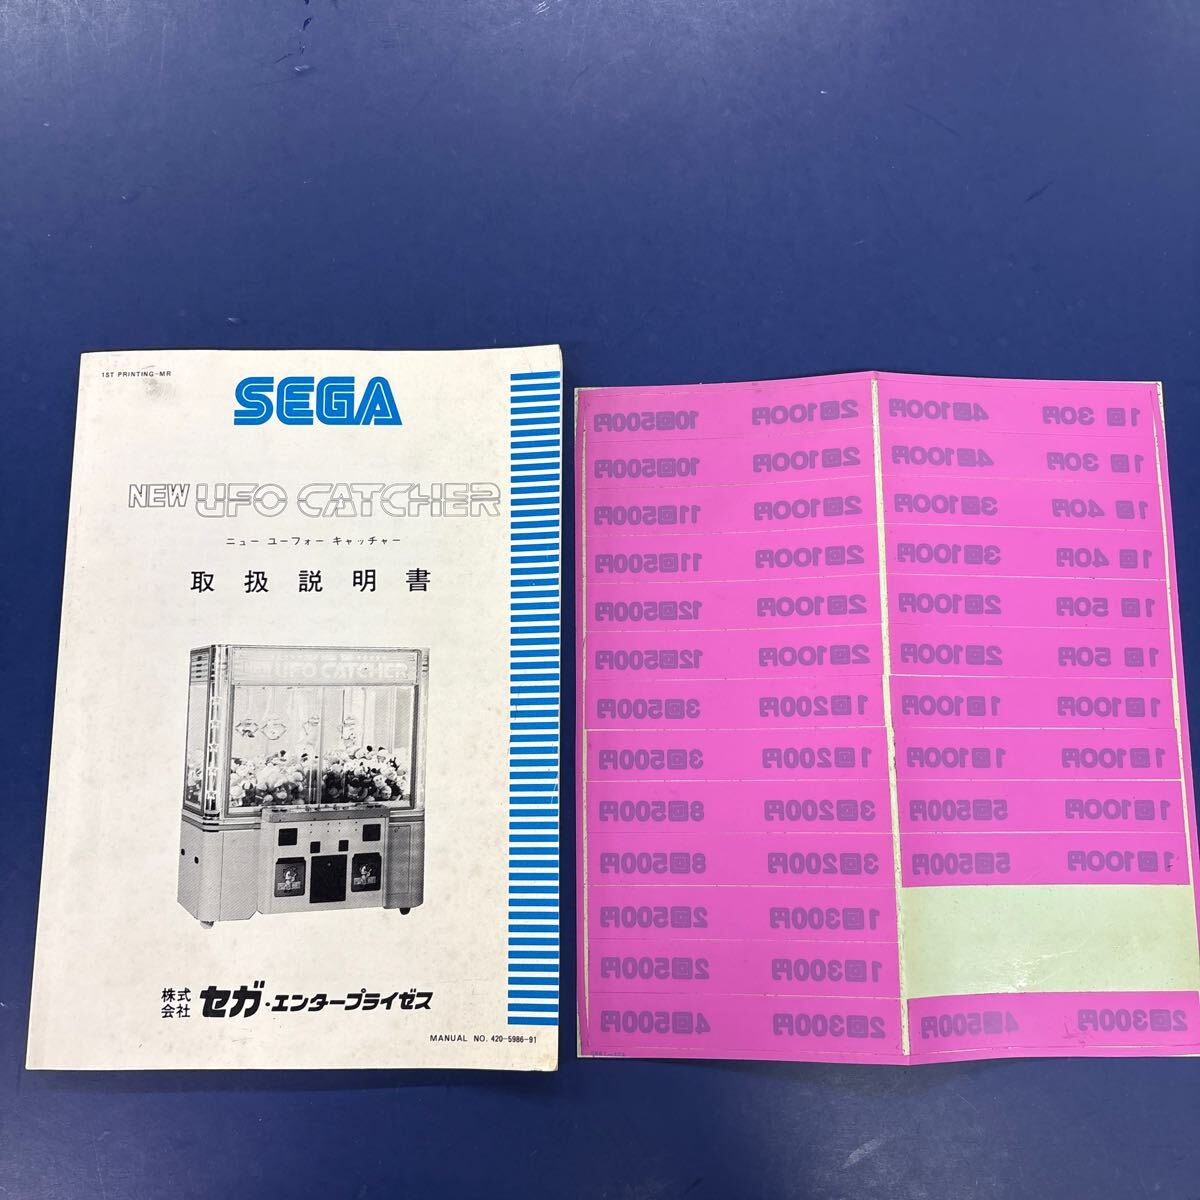 1ST PRINTING-MR
SEGA
NEW UFO CATCHER
ニュー ユーフォー キャッチャー
取扱説明書
UFO CATCHER
株式会社 セガ・エンタープライゼス
MANUAL NO. 420-5986-91
10回500円 2回100円 4回100円 1回30円
10回500円 2回100円 4回100円 1回30円
11回500円 2回100円 3回100円 1回40円
11回500円 2回100円 3回100円 1回40円
12回500円 2回100円 2回100円 1回50円
12回500円 2回100円 2回100円 1回50円
3回500円 1回200円 1回100円 1回100円
3回500円 1回200円 1回100円 1回100円
8回500円 3回200円 5回500円 1回100円
8回500円 3回200円 5回500円 1回100円
2回500円 1回300円
2回500円 1回300円
4回500円 2回300円 4回500円 2回300円